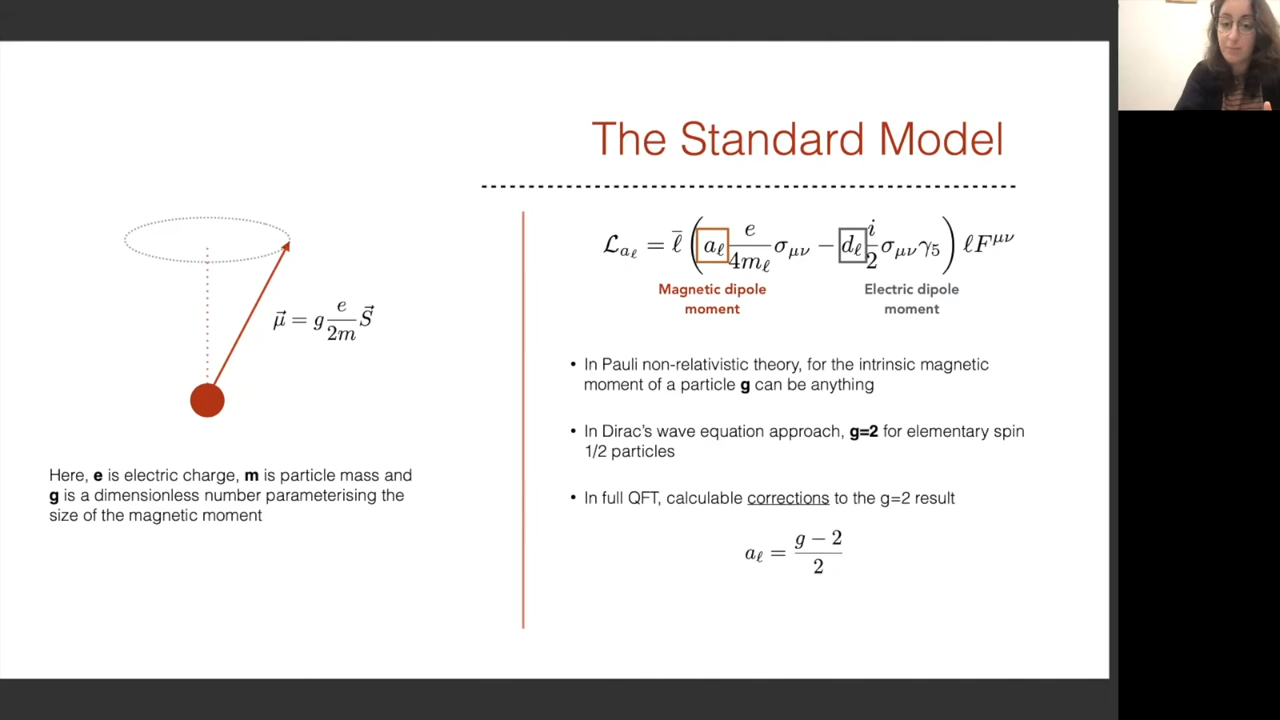 The Standard Model
μ⃗ = g e/2m S⃗
Here, e is electric charge, m is particle mass and
g is a dimensionless number parameterising the
size of the magnetic moment
ℒ_{a_ℓ} = ℓ̄ ( a_ℓ e/4m_ℓ σ_{μν} − d_ℓ i/2 σ_{μν}γ₅ ) ℓF^{μν}
Magnetic dipole
moment
Electric dipole
moment
• In Pauli non-relativistic theory, for the intrinsic magnetic
moment of a particle g can be anything
• In Dirac's wave equation approach, g=2 for elementary spin
1/2 particles
• In full QFT, calculable corrections to the g=2 result
a_ℓ = g − 2 / 2